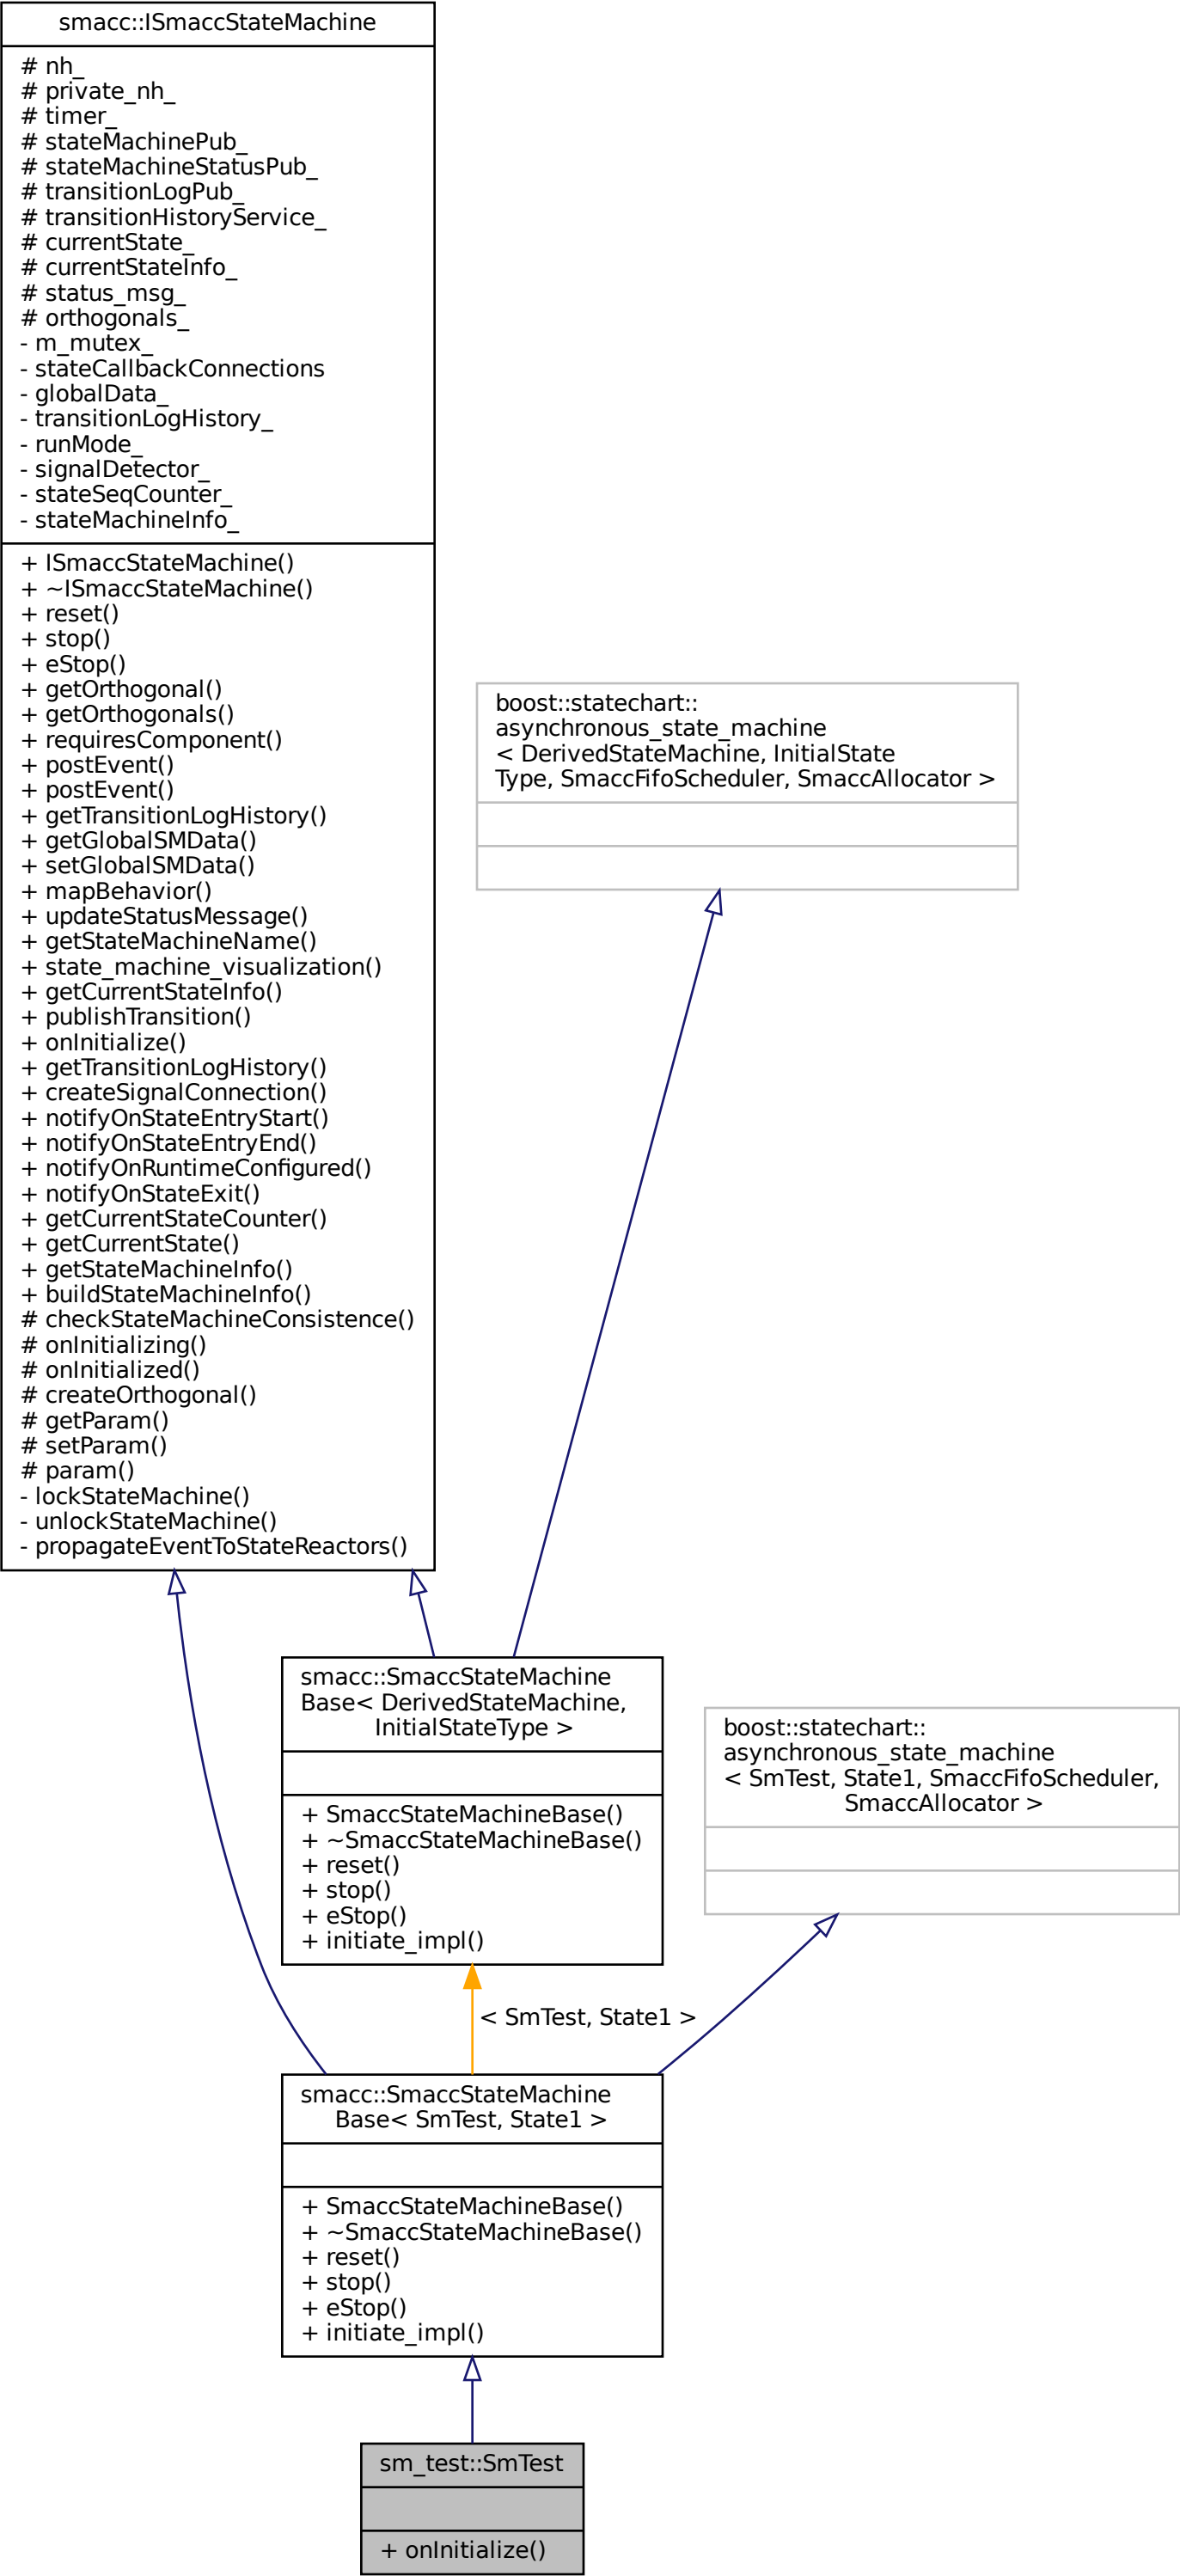 smacc::ISmaccStateMachine
# nh_
# private_nh_
# timer_
# stateMachinePub_
# stateMachineStatusPub_
# transitionLogPub_
# transitionHistoryService_
# currentState_
# currentStateInfo_
# status_msg_
# orthogonals_
- m_mutex_
- stateCallbackConnections
- globalData_
- transitionLogHistory_
- runMode_
- signalDetector_
- stateSeqCounter_
- stateMachineInfo_
+ ISmaccStateMachine()
+ ~ISmaccStateMachine()
+ reset()
+ stop()
+ eStop()
+ getOrthogonal()
+ getOrthogonals()
+ requiresComponent()
+ postEvent()
+ postEvent()
+ getTransitionLogHistory()
+ getGlobalSMData()
+ setGlobalSMData()
+ mapBehavior()
+ updateStatusMessage()
+ getStateMachineName()
+ state_machine_visualization()
+ getCurrentStateInfo()
+ publishTransition()
+ onInitialize()
+ getTransitionLogHistory()
+ createSignalConnection()
+ notifyOnStateEntryStart()
+ notifyOnStateEntryEnd()
+ notifyOnRuntimeConfigured()
+ notifyOnStateExit()
+ getCurrentStateCounter()
+ getCurrentState()
+ getStateMachineInfo()
+ buildStateMachineInfo()
# checkStateMachineConsistence()
# onInitializing()
# onInitialized()
# createOrthogonal()
# getParam()
# setParam()
# param()
- lockStateMachine()
- unlockStateMachine()
- propagateEventToStateReactors()
boost::statechart::
asynchronous_state_machine
< DerivedStateMachine, InitialState
Type, SmaccFifoScheduler, SmaccAllocator >
smacc::SmaccStateMachine
Base< DerivedStateMachine,
InitialStateType >
+ SmaccStateMachineBase()
+ ~SmaccStateMachineBase()
+ reset()
+ stop()
+ eStop()
+ initiate_impl()
boost::statechart::
asynchronous_state_machine
< SmTest, State1, SmaccFifoScheduler,
SmaccAllocator >
< SmTest, State1 >
smacc::SmaccStateMachine
Base< SmTest, State1 >
+ SmaccStateMachineBase()
+ ~SmaccStateMachineBase()
+ reset()
+ stop()
+ eStop()
+ initiate_impl()
sm_test::SmTest
+ onInitialize()